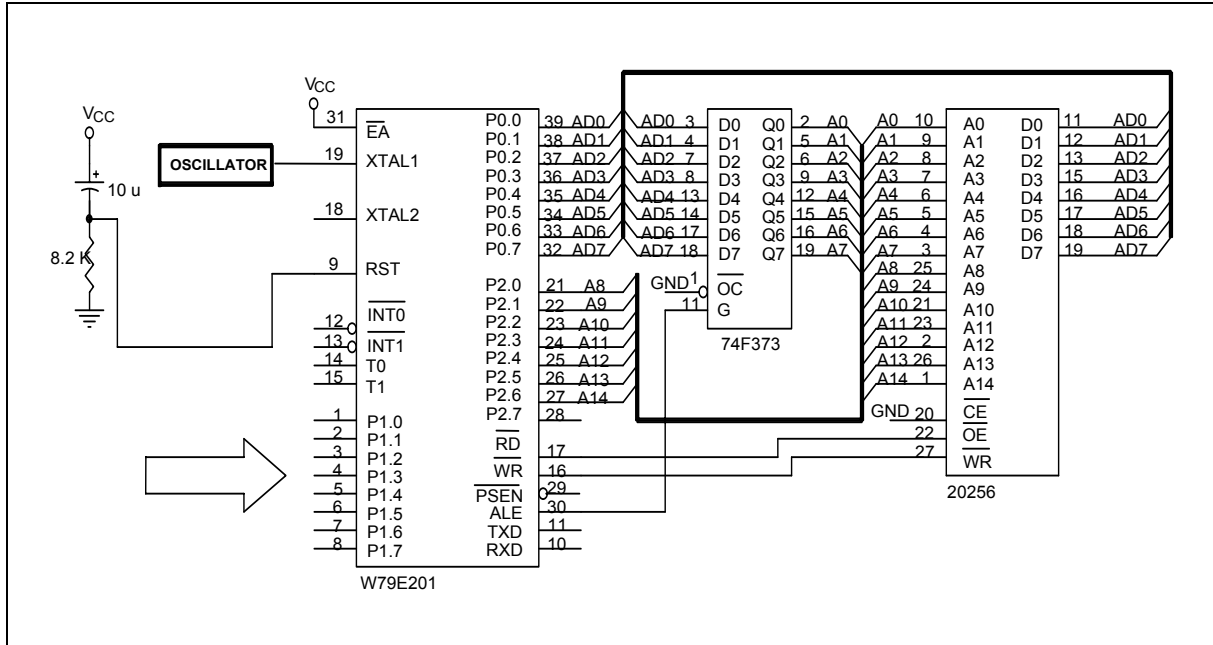 VCC
10 u
8.2 K
OSCILLATOR
VCC
31 EA
19 XTAL1
18 XTAL2
9 RST
12 INT0
13 INT1
14 T0
15 T1
1 P1.0
2 P1.1
3 P1.2
4 P1.3
5 P1.4
6 P1.5
7 P1.6
8 P1.7
P0.0 39 AD0
P0.1 38 AD1
P0.2 37 AD2
P0.3 36 AD3
P0.4 35 AD4
P0.5 34 AD5
P0.6 33 AD6
P0.7 32 AD7
P2.0 21 A8
P2.1 22 A9
P2.2 23 A10
P2.3 24 A11
P2.4 25 A12
P2.5 26 A13
P2.6 27 A14
P2.7 28
RD 17
WR 16
PSEN 29
ALE 30
TXD 11
RXD 10
W79E201
AD0 3 D0 Q0 2 A0
AD1 4 D1 Q1 5 A1
AD2 7 D2 Q2 6 A2
AD3 8 D3 Q3 9 A3
AD4 13 D4 Q4 12 A4
AD5 14 D5 Q5 15 A5
AD6 17 D6 Q6 16 A6
AD7 18 D7 Q7 19 A7
GND 1 OC
11 G
74F373
A0 10 A0 D0 11 AD0
A1 9 A1 D1 12 AD1
A2 8 A2 D2 13 AD2
A3 7 A3 D3 15 AD3
A4 6 A4 D4 16 AD4
A5 5 A5 D5 17 AD5
A6 4 A6 D6 18 AD6
A7 3 A7 D7 19 AD7
A8 25 A8
A9 24 A9
A10 21 A10
A11 23 A11
A12 2 A12
A13 26 A13
A14 1 A14
GND 20 CE
22 OE
27 WR
20256